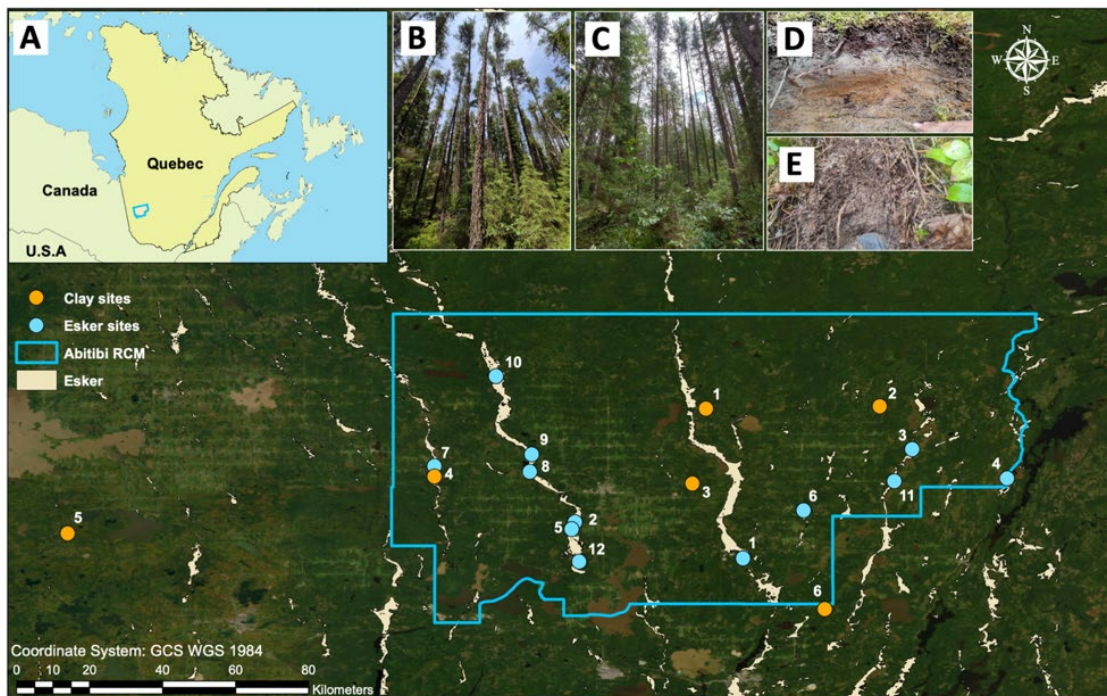 A
B
C
D
E
N
W E
S
Quebec
Canada
U.S.A
Clay sites
Esker sites
Abitibi RCM
Esker
10
1
2
9
3
7
8
4
4
3
11
6
5
2
5
1
12
6
Coordinate System: GCS WGS 1984
0 20 40 60 80
Kilometers